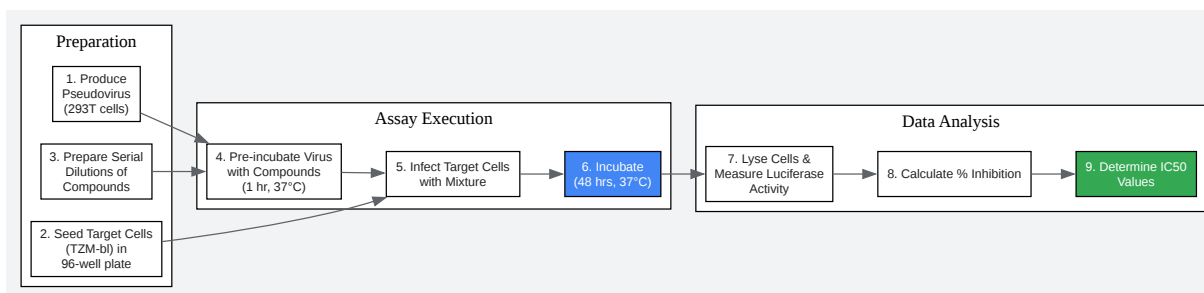 Preparation
1. Produce
Pseudovirus
(293T cells)
3. Prepare Serial
Dilutions of
Compounds
2. Seed Target Cells
(TZM-bl) in
96-well plate
Assay Execution
4. Pre-incubate Virus
with Compounds
(1 hr, 37°C)
5. Infect Target Cells
with Mixture
6. Incubate
(48 hrs, 37°C)
Data Analysis
7. Lyse Cells &
Measure Luciferase
Activity
8. Calculate % Inhibition
9. Determine IC50
Values